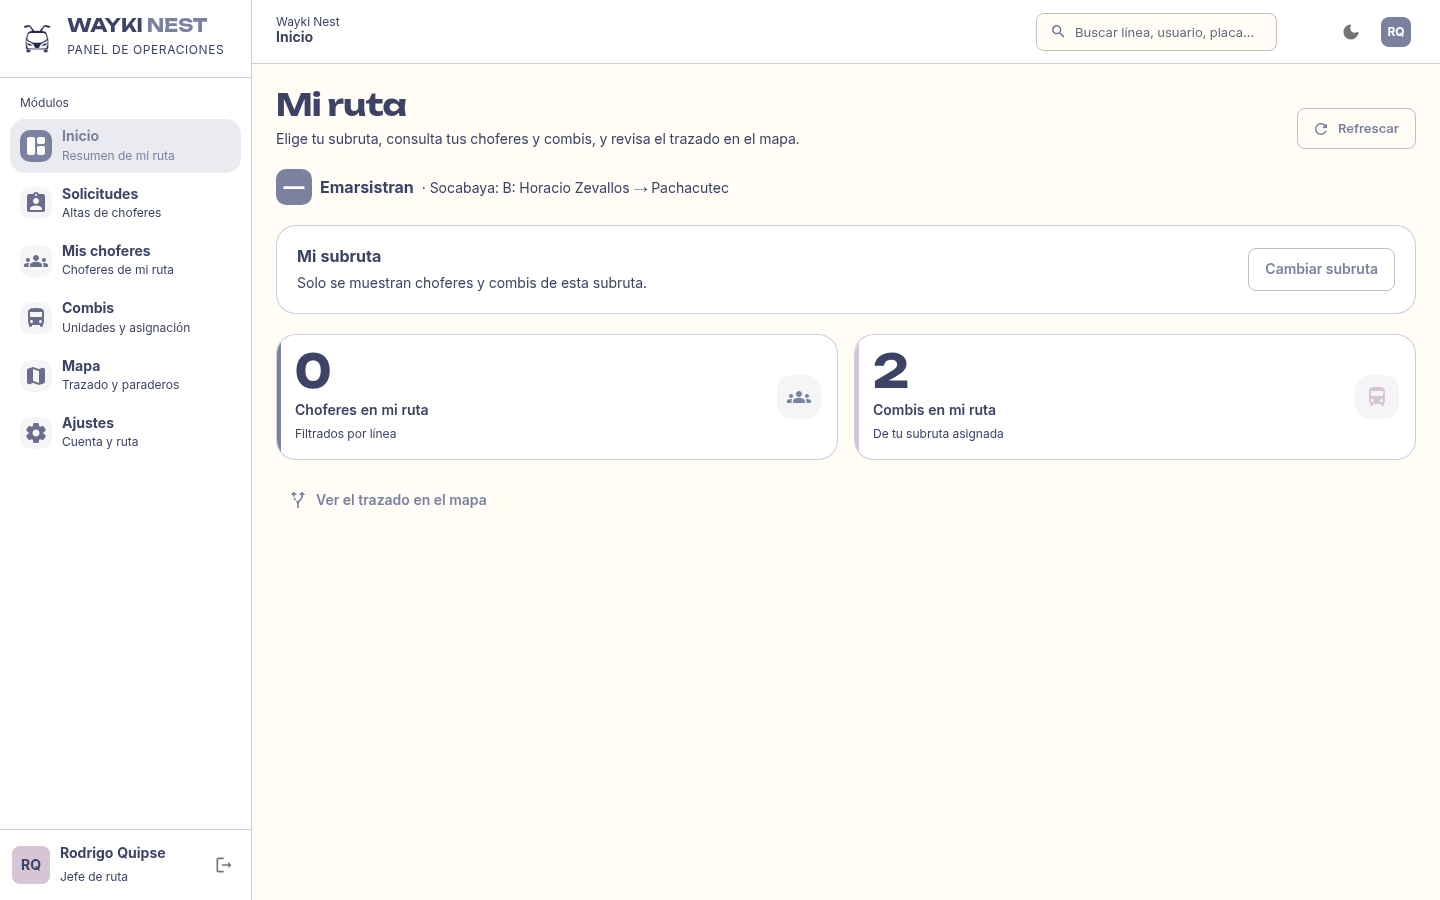 WAYKI NEST
PANEL DE OPERACIONES
Módulos
Inicio
Resumen de mi ruta
Solicitudes
Altas de choferes
Mis choferes
Choferes de mi ruta
Combis
Unidades y asignación
Mapa
Trazado y paraderos
Ajustes
Cuenta y ruta
RQ
Rodrigo Quipse
Jefe de ruta
Wayki Nest
Inicio
Buscar línea, usuario, placa...
RQ
Mi ruta
Elige tu subruta, consulta tus choferes y combis, y revisa el trazado en el mapa.
Refrescar
— Emarsistran · Socabaya: B: Horacio Zevallos → Pachacutec
Mi subruta
Solo se muestran choferes y combis de esta subruta.
Cambiar subruta
0
Choferes en mi ruta
Filtrados por línea
2
Combis en mi ruta
De tu subruta asignada
Ver el trazado en el mapa